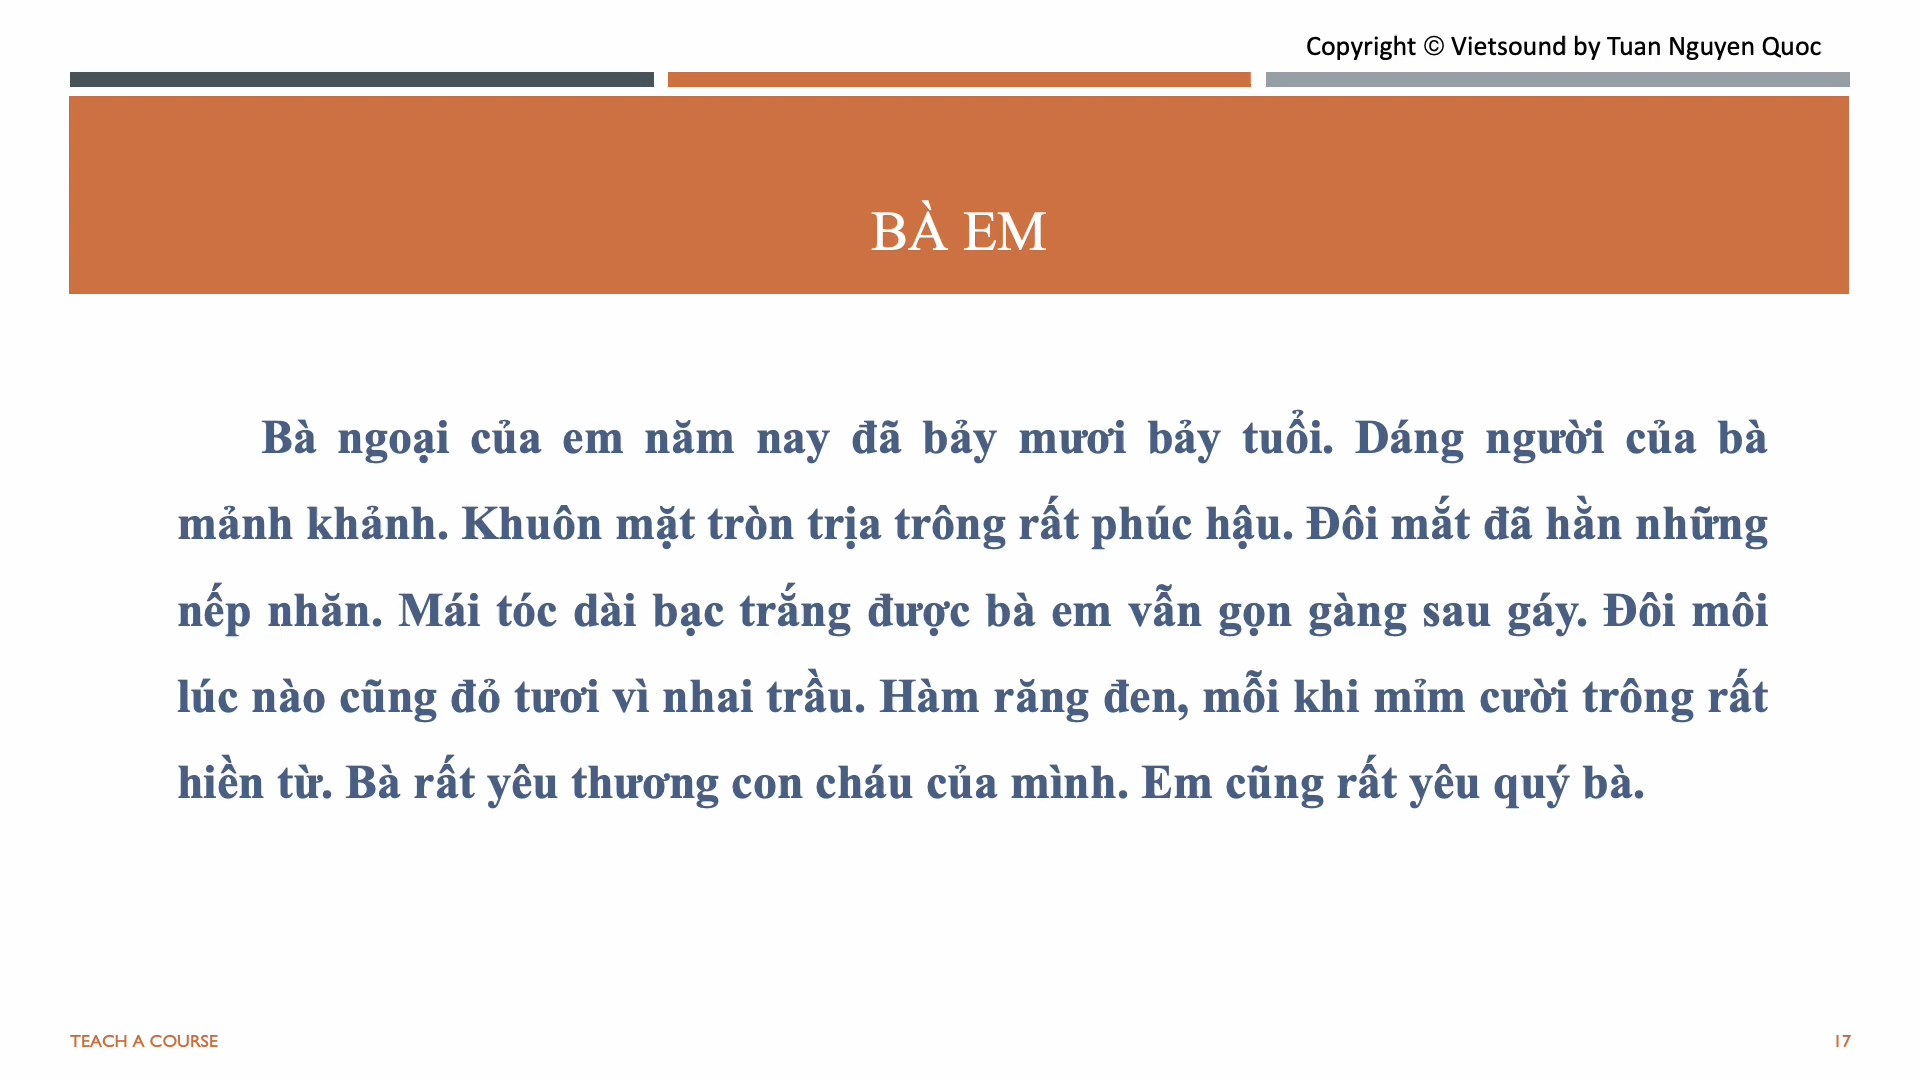 Copyright © Vietsound by Tuan Nguyen Quoc
BÀ EM
Bà ngoại của em năm nay đã bảy mươi bảy tuổi. Dáng người của bà
mảnh khảnh. Khuôn mặt tròn trịa trông rất phúc hậu. Đôi mắt đã hằn những
nếp nhăn. Mái tóc dài bạc trắng được bà em vẫn gọn gàng sau gáy. Đôi môi
lúc nào cũng đỏ tươi vì nhai trầu. Hàm răng đen, mỗi khi mỉm cười trông rất
hiền từ. Bà rất yêu thương con cháu của mình. Em cũng rất yêu quý bà.
TEACH A COURSE
17